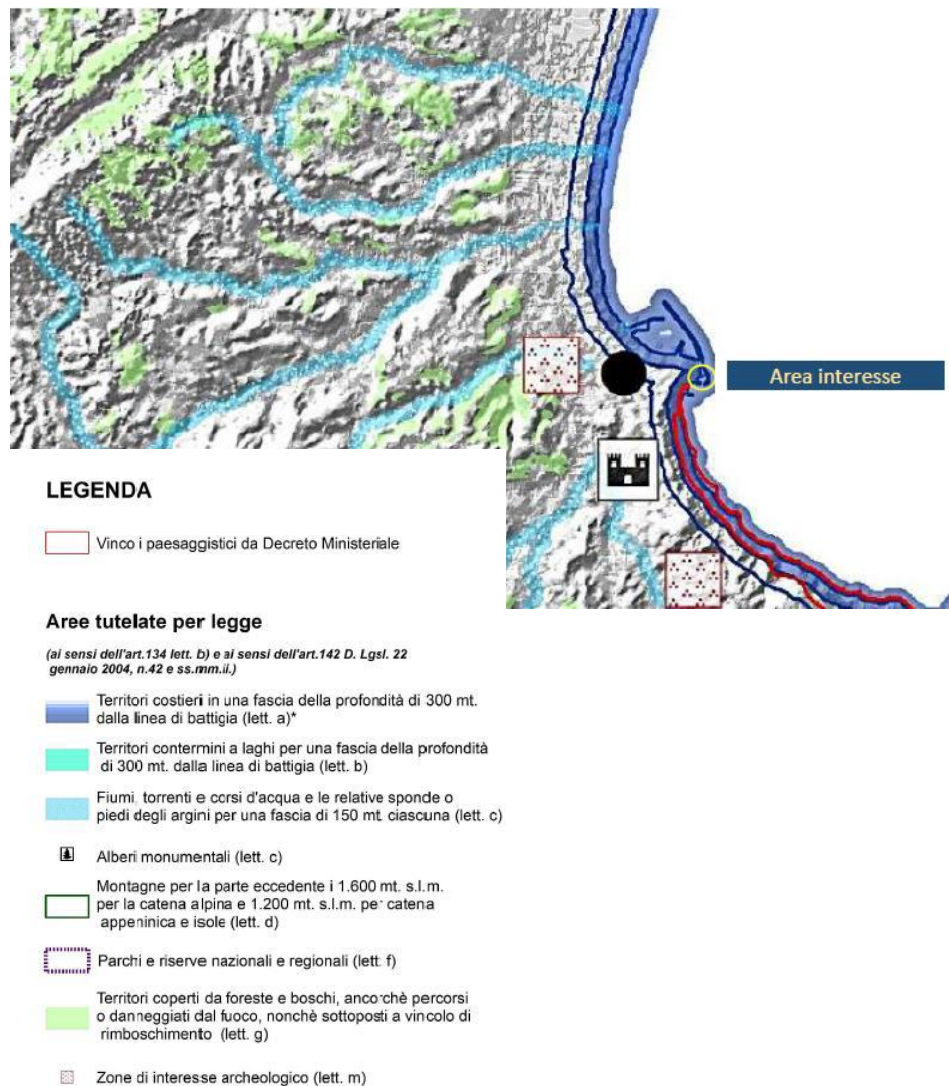 Area interesse
LEGENDA
Vinco i paesaggistici da Decreto Ministeriale
Aree tutelate per legge
(ai sensi dell'art.134 lett. b) e ai sensi dell'art.142 D. Lgsl. 22
gennaio 2004, n.42 e ss.mm.ii.)
Territori costieri in una fascia della profondità di 300 mt.
dalla linea di battigia (lett. a)*
Territori contermini a laghi per una fascia della profondità
di 300 mt. dalla linea di battigia (lett. b)
Fiumi, torrenti e corsi d'acqua e le relative sponde o
piedi degli argini per una fascia di 150 mt. ciascuna (lett. c)
Alberi monumentali (lett. c)
Montagne per la parte eccedente i 1.600 mt. s.l.m.
per la catena alpina e 1.200 mt. s.l.m. per catena
appeninica e isole (lett. d)
Parchi e riserve nazionali e regionali (lett. f)
Territori coperti da foreste e boschi, ancorchè percorsi
o danneggiati dal fuoco, nonchè sottoposti a vincolo di
rimboschimento (lett. g)
Zone di interesse archeologico (lett. m)